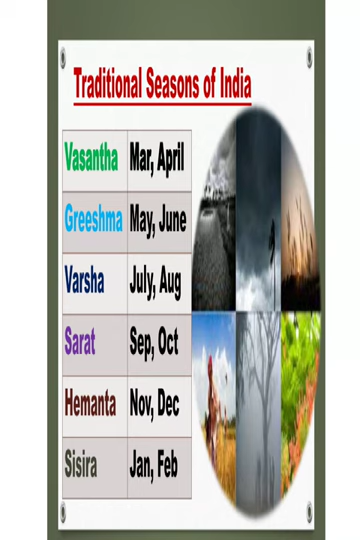 Traditional Seasons of India
Vasantha Mar, April
Greeshma May, June
Varsha July, Aug
Sarat Sep, Oct
Hemanta Nov, Dec
Sisira Jan, Feb